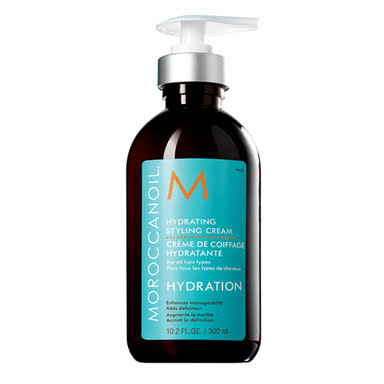 MOROCCANOIL.
M
HYDRATING
STYLING CREAM
CRÈME DE COIFFAGE
HYDRATANTE
For all hair types
Pour tous les types de cheveux
HYDRATION
Enhances manageability
Adds definition
Augmente la docilité
Accroît la définition
10.2 FL.OZ. / 300 ml